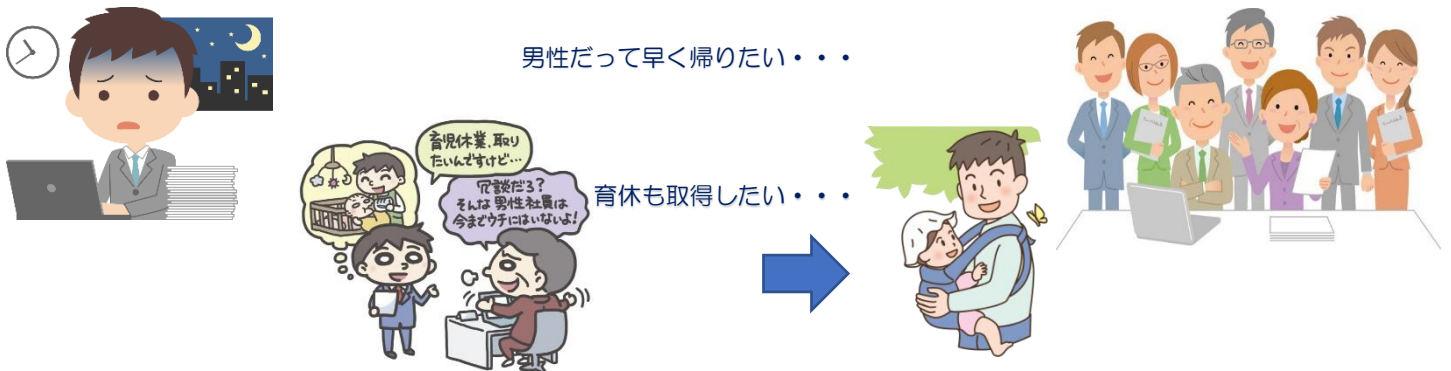 男性だって早く帰りたい・・・
育児休業、取り
たいんですけど…
冗談だろ？
そんな男性社員は
今までウチにはいないよ！
育休も取得したい・・・